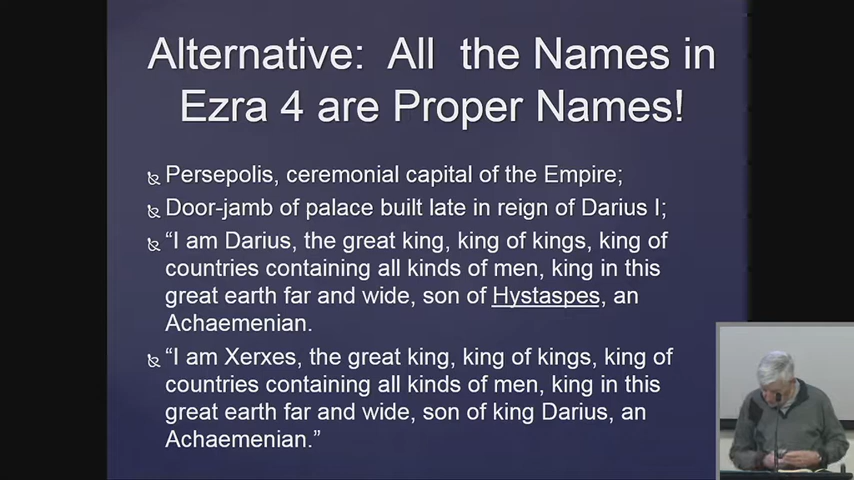 Alternative:  All  the Names in
Ezra 4 are Proper Names!
Persepolis, ceremonial capital of the Empire;
Door-jamb of palace built late in reign of Darius I;
“I am Darius, the great king, king of kings, king of
countries containing all kinds of men, king in this
great earth far and wide, son of Hystaspes, an
Achaemenian.
“I am Xerxes, the great king, king of kings, king of
countries containing all kinds of men, king in this
great earth far and wide, son of king Darius, an
Achaemenian.”